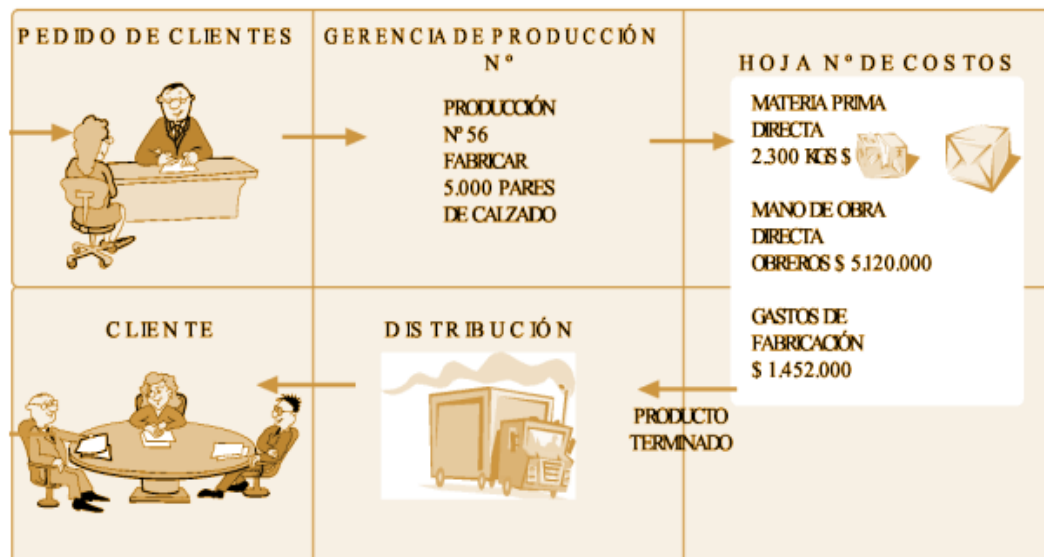 PEDIDO DE CLIENTES
GERENCIA DE PRODUCCIÓN
Nº
PRODUCCIÓN
Nº 56
FABRICAR
5.000 PARES
DE CALZADO
HOJA Nº DE COSTOS
MATERIA PRIMA
DIRECTA
2.300 KGS $
MANO DE OBRA
DIRECTA
OBREROS $ 5.120.000
GASTOS DE
FABRICACIÓN
$ 1.452.000
PRODUCTO
TERMINADO
DISTRIBUCIÓN
CLIENTE